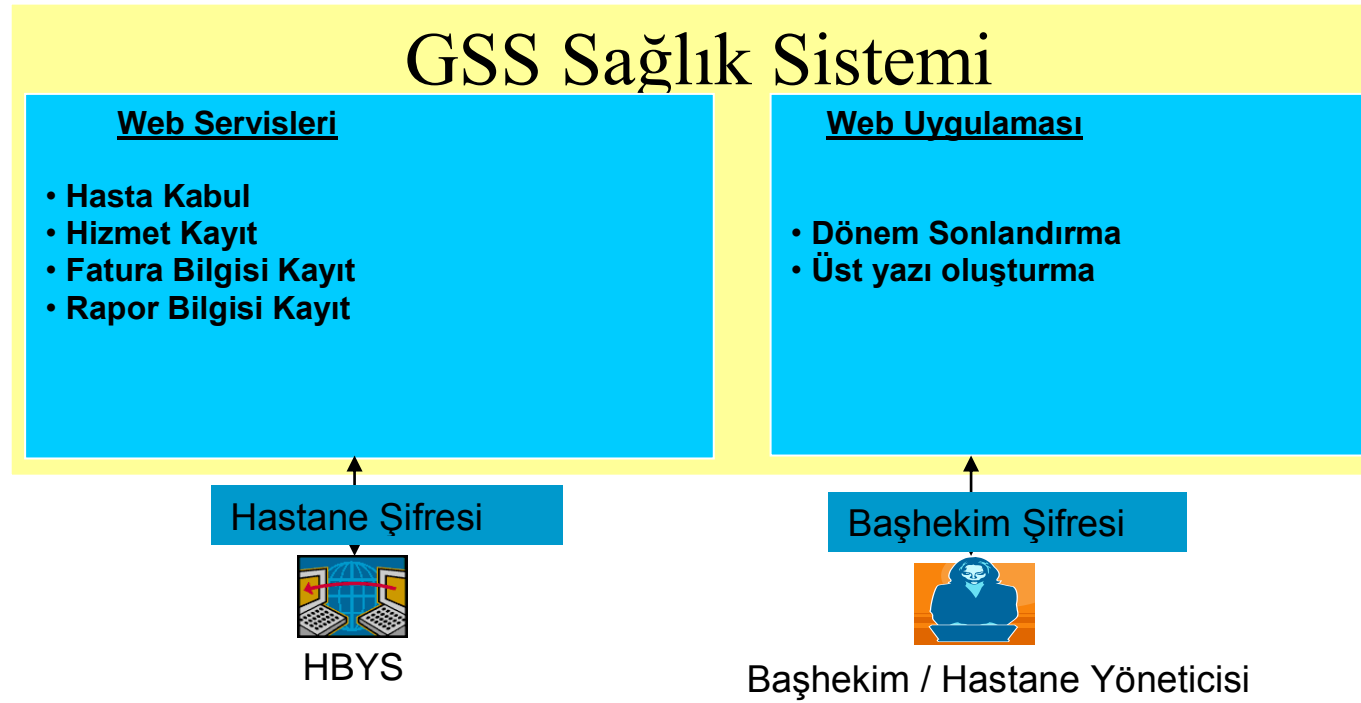 GSS Sağlık Sistemi
Web Servisleri
• Hasta Kabul
• Hizmet Kayıt
• Fatura Bilgisi Kayıt
• Rapor Bilgisi Kayıt
Web Uygulaması
• Dönem Sonlandırma
• Üst yazı oluşturma
Hastane Şifresi
HBYS
Başhekim Şifresi
Başhekim / Hastane Yöneticisi